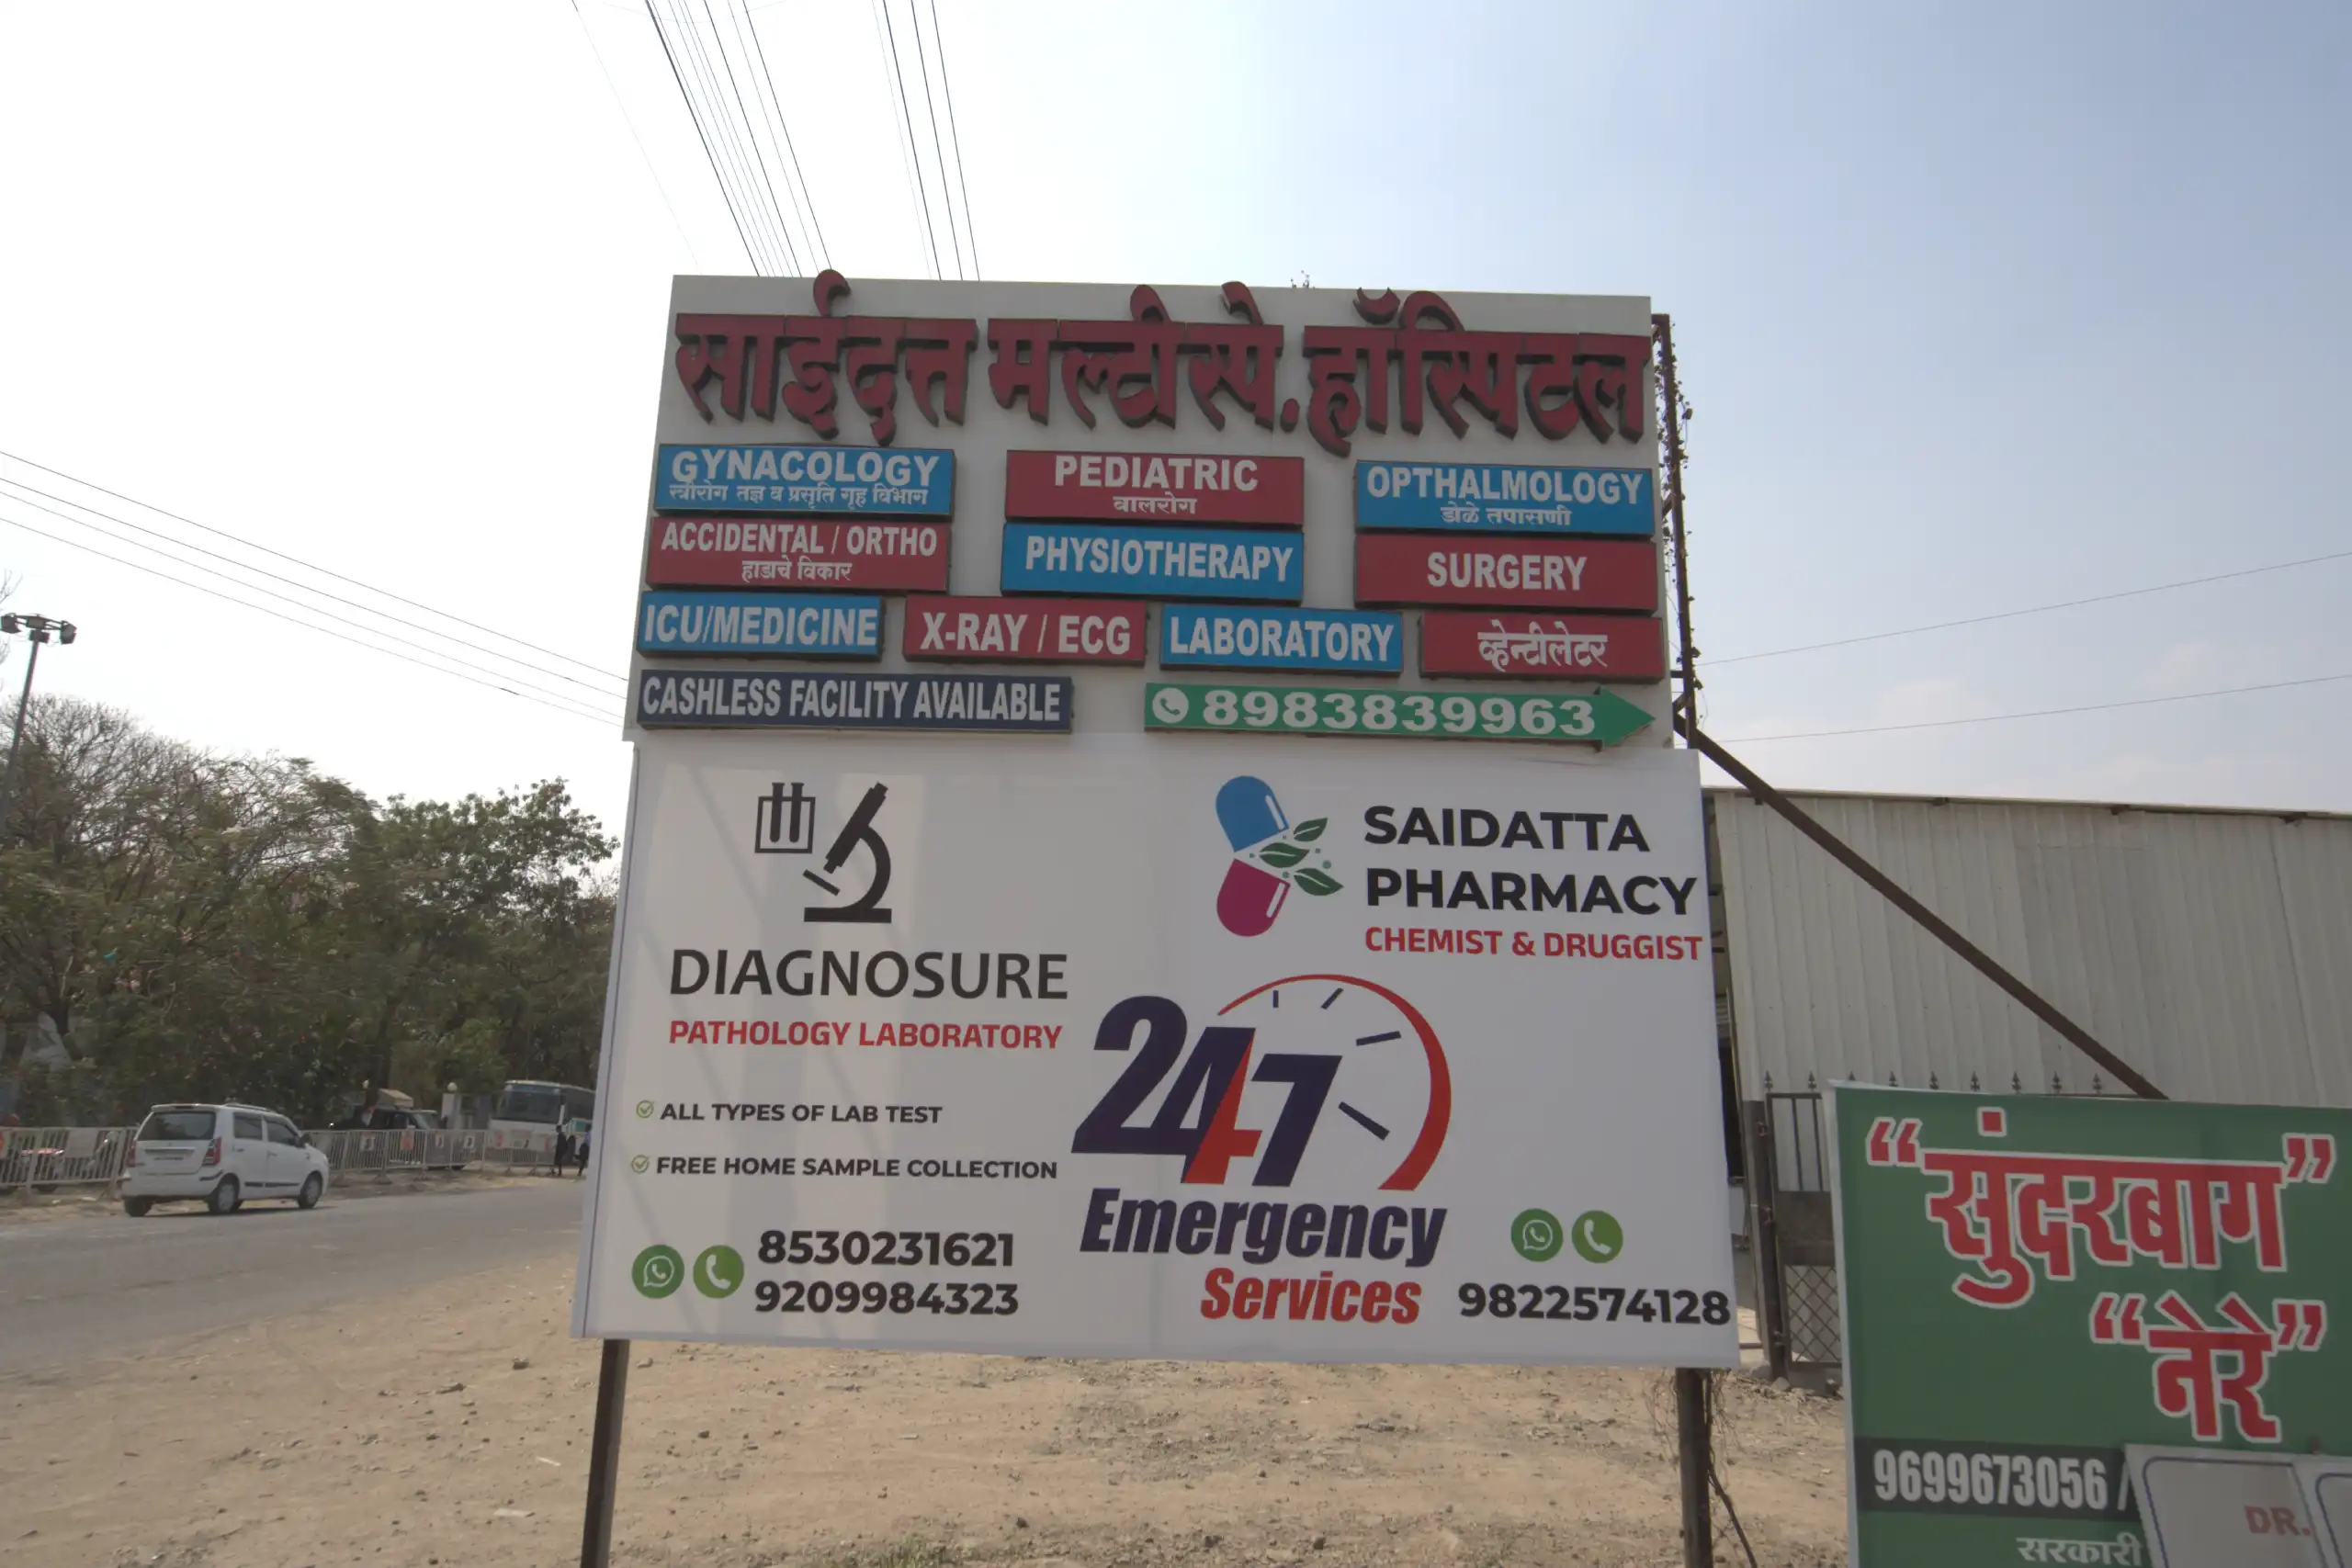 साईदत्त मल्टीस्पे. हॉस्पिटल
GYNACOLOGY
स्त्रीरोग तज्ञ व प्रसृति गृह विभाग
PEDIATRIC
बालरोग
OPTHALMOLOGY
डोळे तपासणी
ACCIDENTAL / ORTHO
हाडाचे विकार
PHYSIOTHERAPY
SURGERY
ICU/MEDICINE
X-RAY / ECG
LABORATORY
व्हेन्टीलेटर
CASHLESS FACILITY AVAILABLE
8983839963
DIAGNOSURE
PATHOLOGY LABORATORY
ALL TYPES OF LAB TEST
FREE HOME SAMPLE COLLECTION
8530231621
9209984323
SAIDATTA
PHARMACY
CHEMIST & DRUGGIST
247
Emergency
Services
9822574128
"सुंदरबाग"
"नेरे"
9699673056 /
सरकारी
DR.